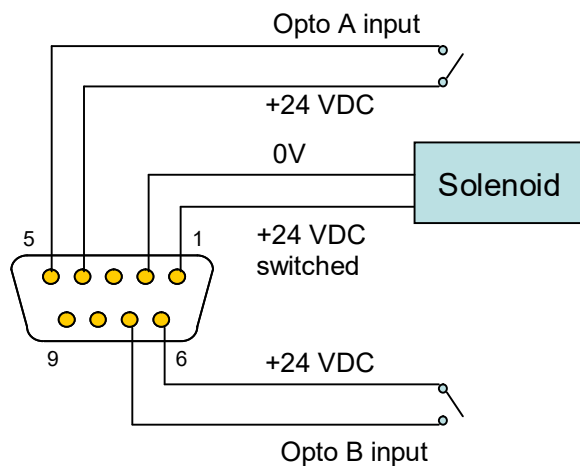 Opto A input
+24 VDC
0V
Solenoid
+24 VDC
switched
5
1
9
6
+24 VDC
Opto B input